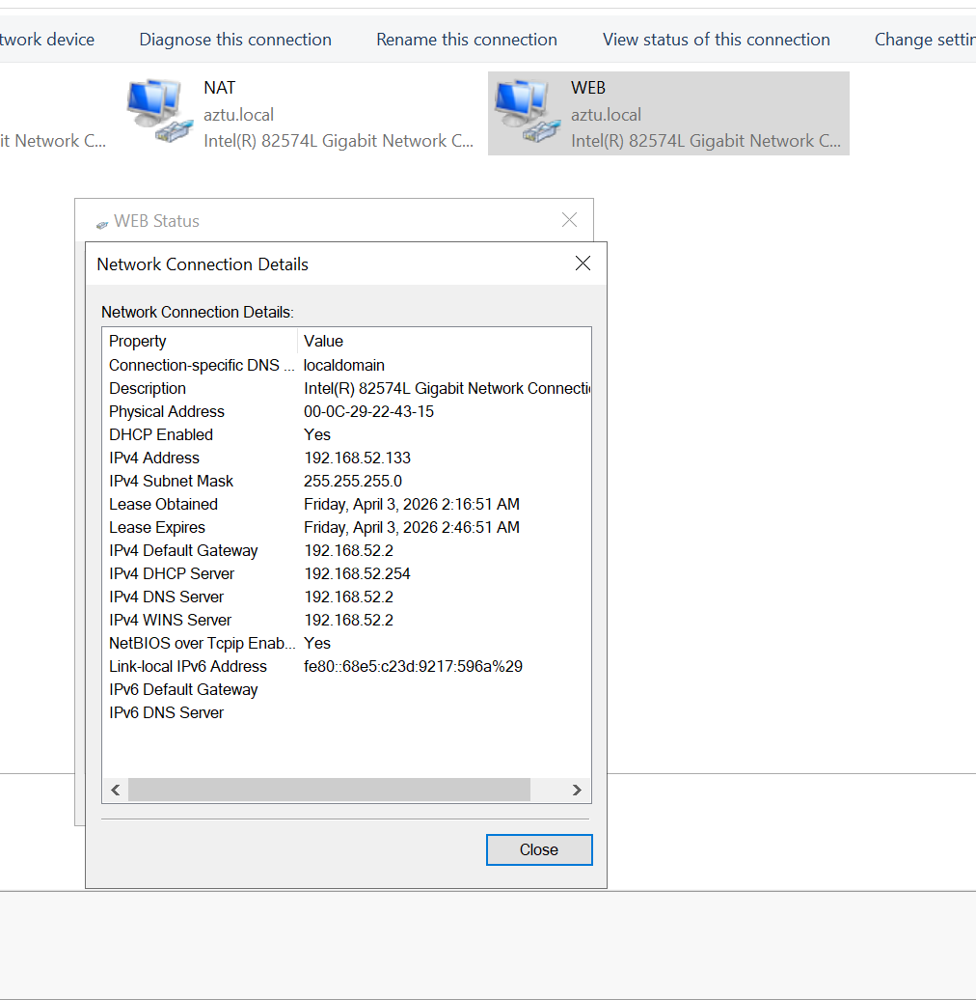 twork device Diagnose this connection Rename this connection View status of this connection Change settin
NAT
aztu.local
Intel(R) 82574L Gigabit Network C...
WEB
aztu.local
Intel(R) 82574L Gigabit Network C...
it Network C...
WEB Status
Network Connection Details
Network Connection Details:
Property Value
Connection-specific DNS ... localdomain
Description Intel(R) 82574L Gigabit Network Connecti
Physical Address 00-0C-29-22-43-15
DHCP Enabled Yes
IPv4 Address 192.168.52.133
IPv4 Subnet Mask 255.255.255.0
Lease Obtained Friday, April 3, 2026 2:16:51 AM
Lease Expires Friday, April 3, 2026 2:46:51 AM
IPv4 Default Gateway 192.168.52.2
IPv4 DHCP Server 192.168.52.254
IPv4 DNS Server 192.168.52.2
IPv4 WINS Server 192.168.52.2
NetBIOS over Tcpip Enab... Yes
Link-local IPv6 Address fe80::68e5:c23d:9217:596a%29
IPv6 Default Gateway
IPv6 DNS Server
Close